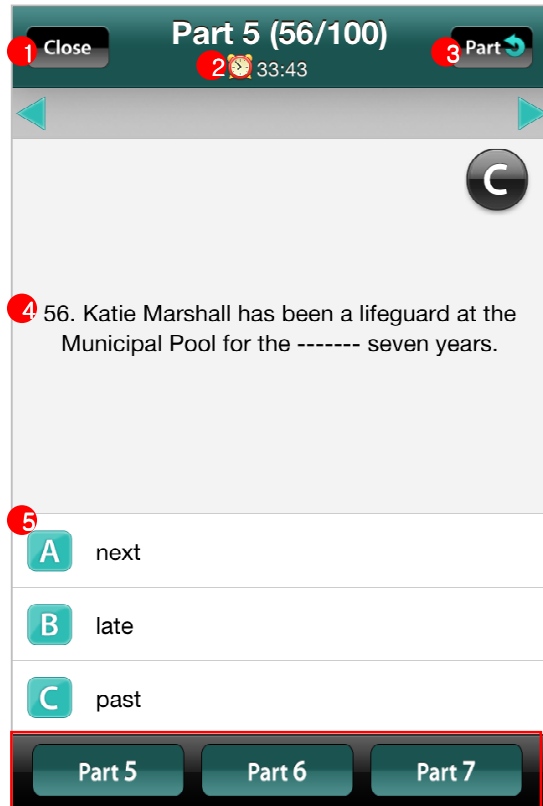 Part 5 (56/100)
1 Close
2 33:43
3 Part
C
4 56. Katie Marshall has been a lifeguard at the
Municipal Pool for the ------- seven years.
5
A next
B late
C past
Part 5 Part 6 Part 7